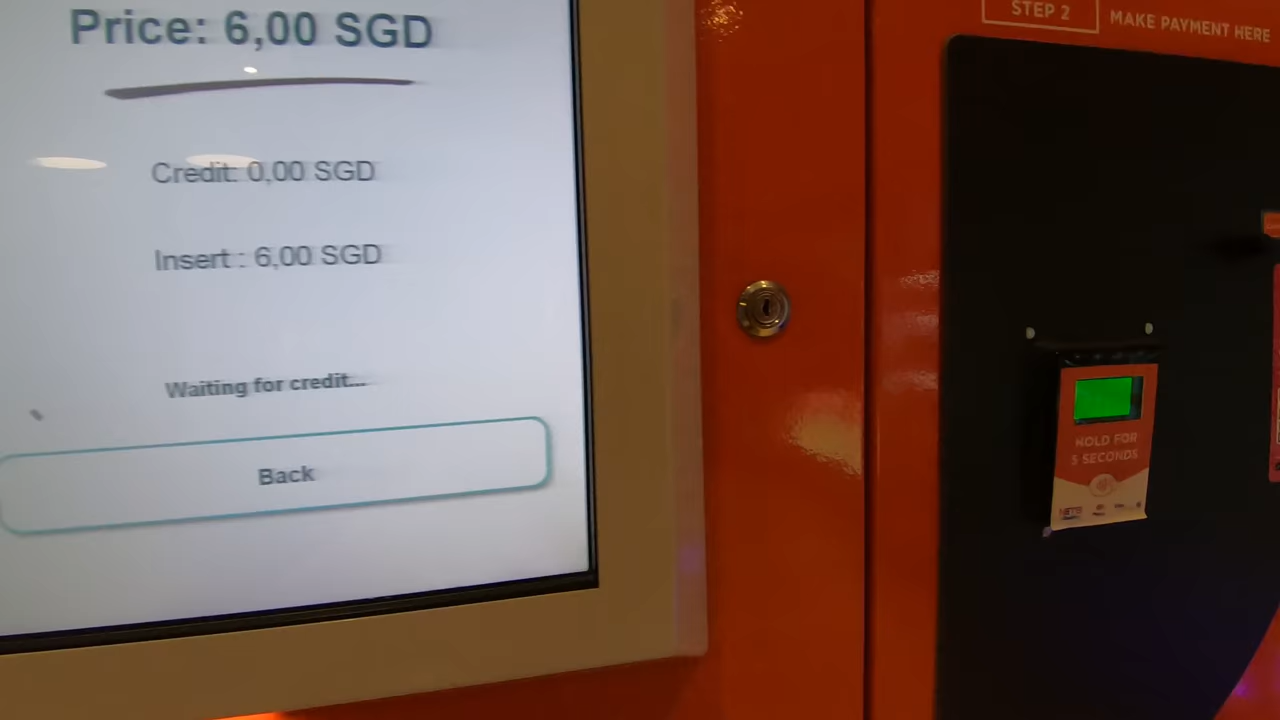 Price: 6,00 SGD
Credit: 0,00 SGD
Insert : 6,00 SGD
Waiting for credit...
Back
STEP 2
MAKE PAYMENT HERE
HOLD FOR
5 SECONDS
NETS